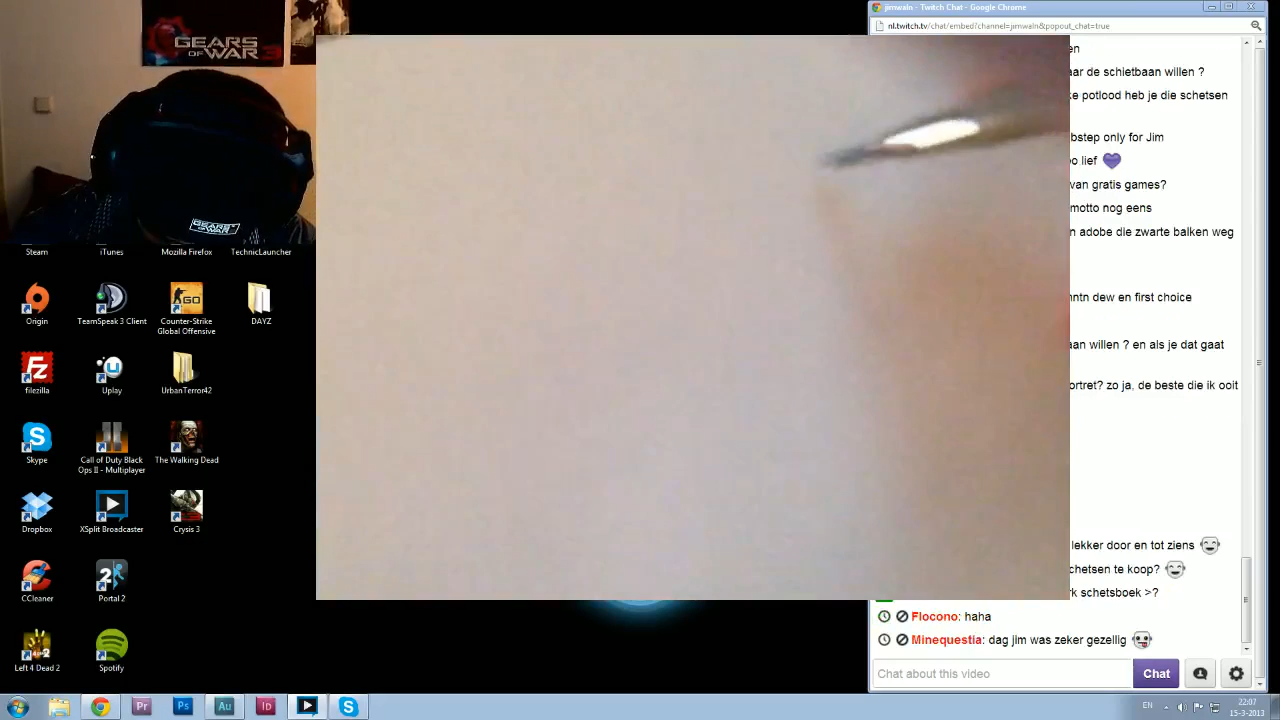 GEARS
OF WAR 3
GEARS
OF WAR
Steam
iTunes
Mozilla Firefox
TechnicLauncher
Origin
TeamSpeak 3 Client
Counter-Strike
Global Offensive
DAYZ
filezilla
Uplay
UrbanTerror42
Skype
Call of Duty Black
Ops II - Multiplayer
The Walking Dead
Dropbox
XSplit Broadcaster
Crysis 3
CCleaner
Portal 2
Left 4 Dead 2
Spotify
jimwaln - Twitch Chat - Google Chrome
nl.twitch.tv/chat/embed?channel=jimwaln&popout_chat=true
en
aar de schietbaan willen ?
ke potlood heb je die schetsen
bstep only for Jim
o lief
van gratis games?
motto nog eens
n adobe die zwarte balken weg
nntn dew en first choice
aan willen ? en als je dat gaat
ortret? zo ja, de beste die ik ooit
lekker door en tot ziens
chetsen te koop?
rk schetsboek >?
Flocono: haha
Minequestia: dag jim was zeker gezellig
Chat about this video
Chat
EN
22:07
15-3-2013